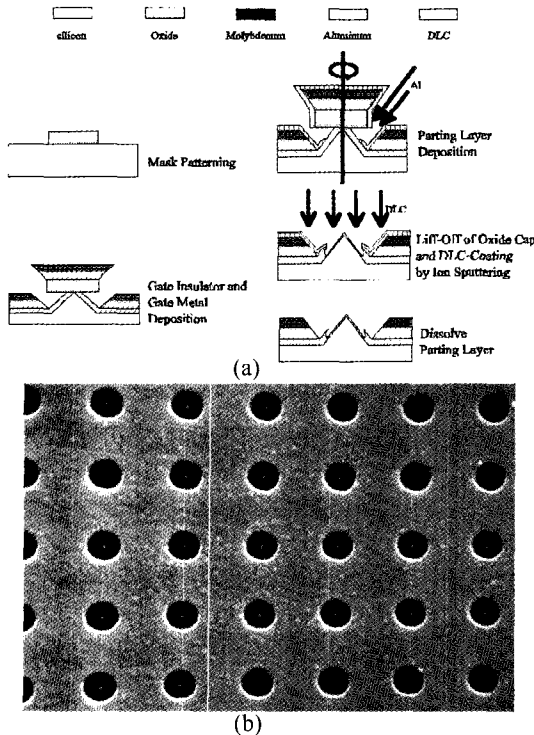 silicon Oxide Molybdenum Aluminum DLC
Mask Patterning
Gate Insulator and
Gate Metal
Deposition
Al
Parting Layer
Deposition
DLC
Liff-Off of Oxide Cap
and DLC-Coating
by Ion Sputtering
Dissolve
Parting Layer
(a)
(b)